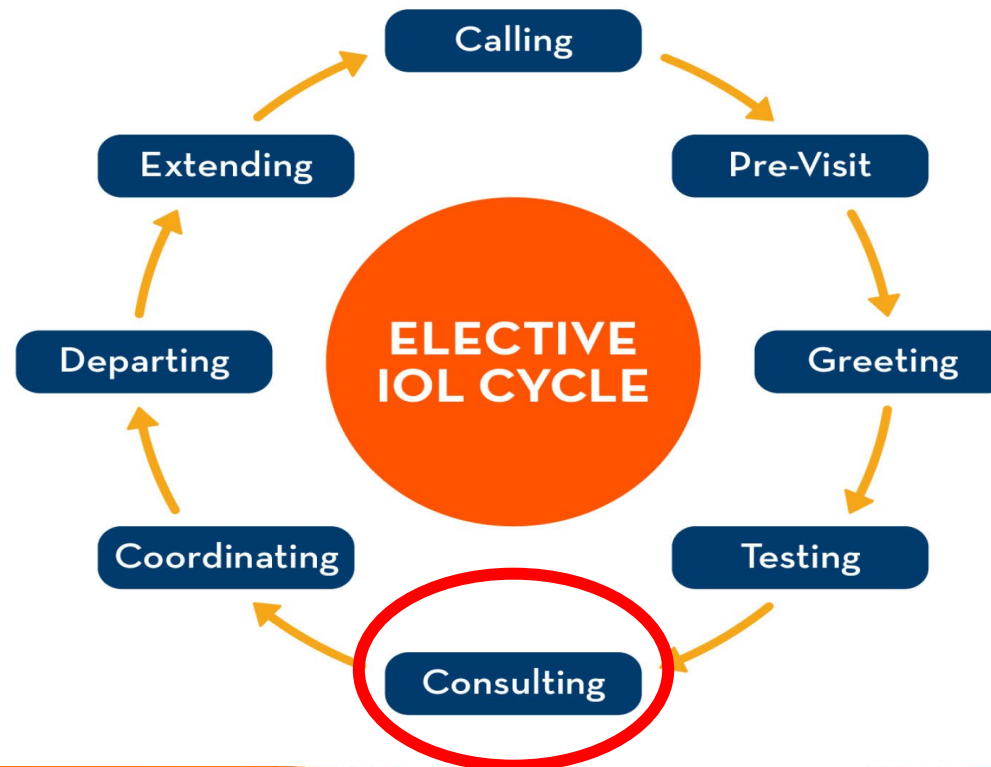 Calling
Pre-Visit
Greeting
Testing
Consulting
Coordinating
Departing
Extending
ELECTIVE
IOL CYCLE